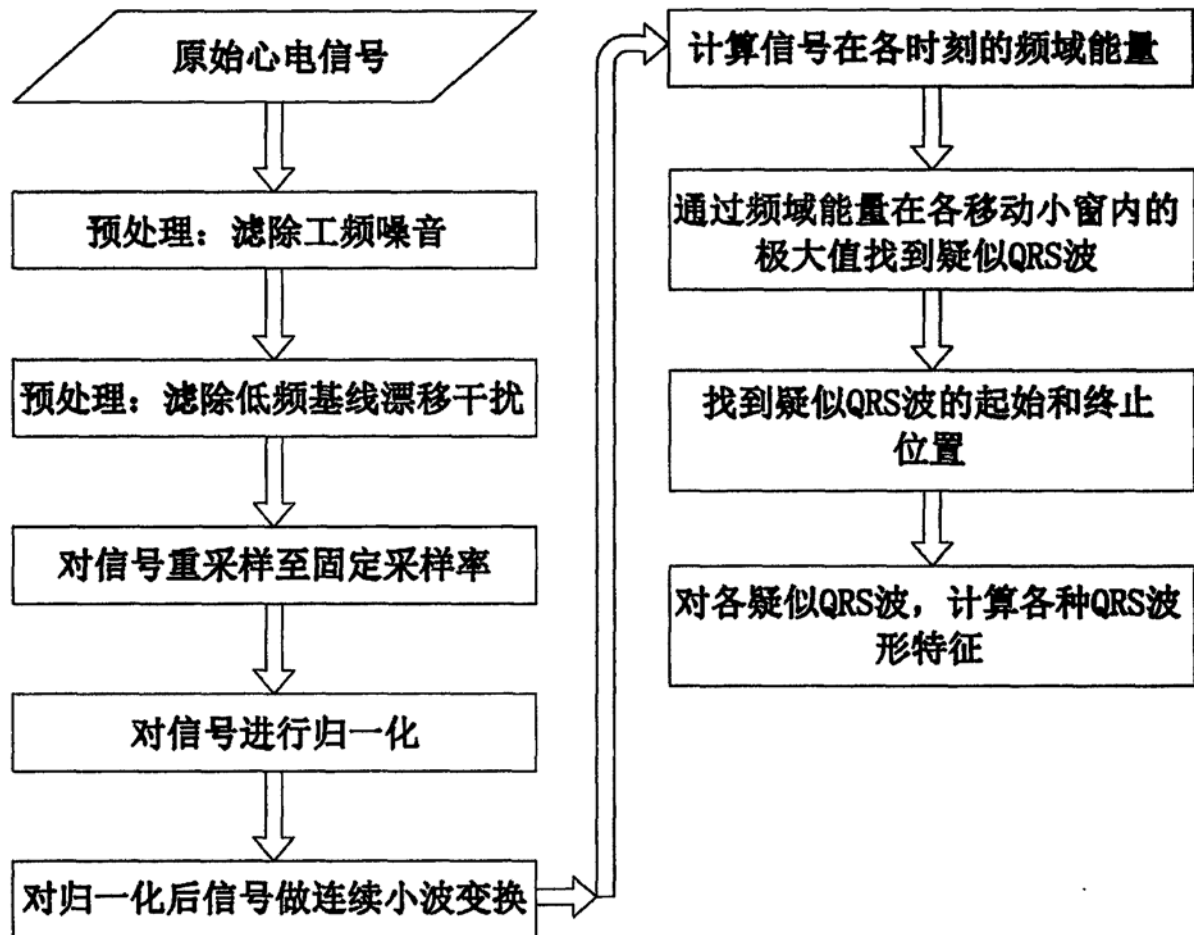 原始心电信号
预处理：滤除工频噪音
预处理：滤除低频基线漂移干扰
对信号重采样至固定采样率
对信号进行归一化
对归一化后信号做连续小波变换
计算信号在各时刻的频域能量
通过频域能量在各移动小窗内的
极大值找到疑似QRS波
找到疑似QRS波的起始和终止
位置
对各疑似QRS波，计算各种QRS波
形特征